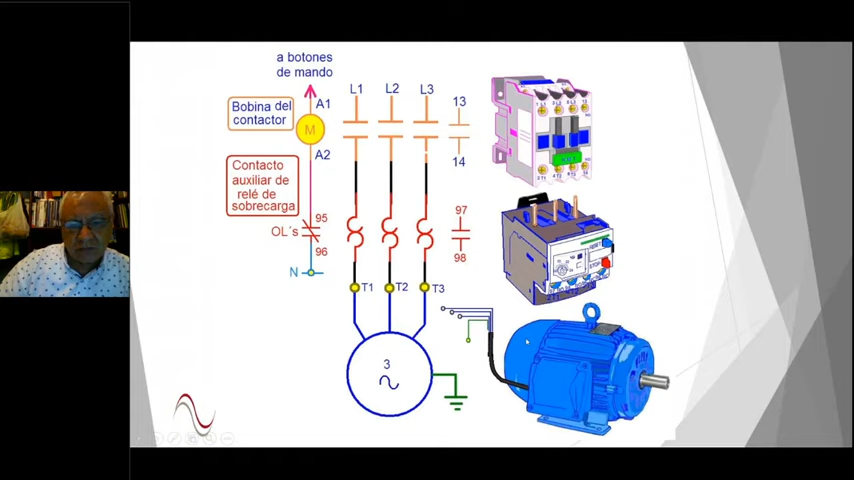 a botones
de mando
Bobina del
contactor
A1
M
A2
L1
L2
L3
13
14
Contacto
auxiliar de
relé de
sobrecarga
95
OL´s
96
N
97
98
T1
T2
T3
3